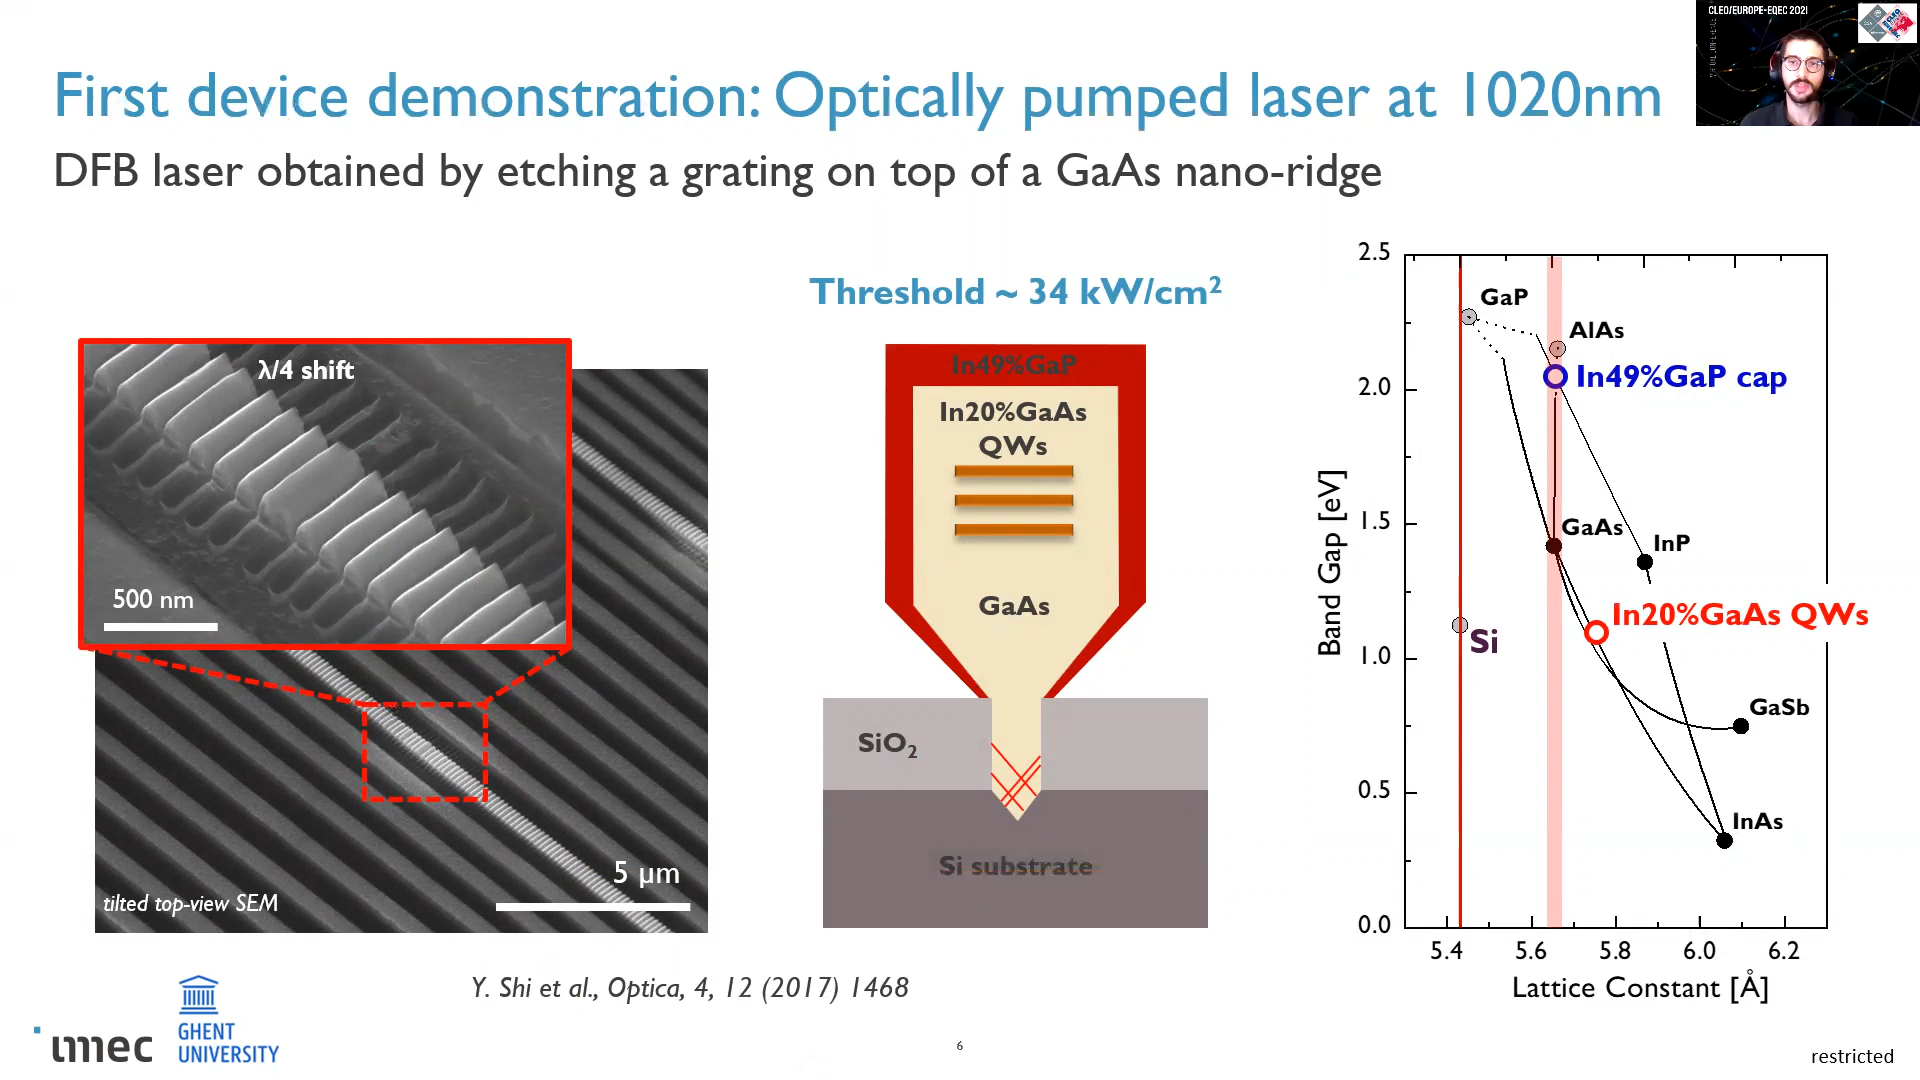 CLEO/EUROPE-EQEC 2021
First device demonstration: Optically pumped laser at 1020nm
DFB laser obtained by etching a grating on top of a GaAs nano-ridge
λ/4 shift
500 nm
5 µm
tilted top-view SEM
Threshold ~ 34 kW/cm²
In49%GaP
In20%GaAs
QWs
GaAs
SiO₂
Si substrate
2.5
2.0
1.5
1.0
0.5
0.0
Band Gap [eV]
GaP
AlAs
In49%GaP cap
GaAs
InP
In20%GaAs QWs
Si
GaSb
InAs
5.4 5.6 5.8 6.0 6.2
Lattice Constant [Å]
Y. Shi et al., Optica, 4, 12 (2017) 1468
imec
GHENT
UNIVERSITY
6
restricted